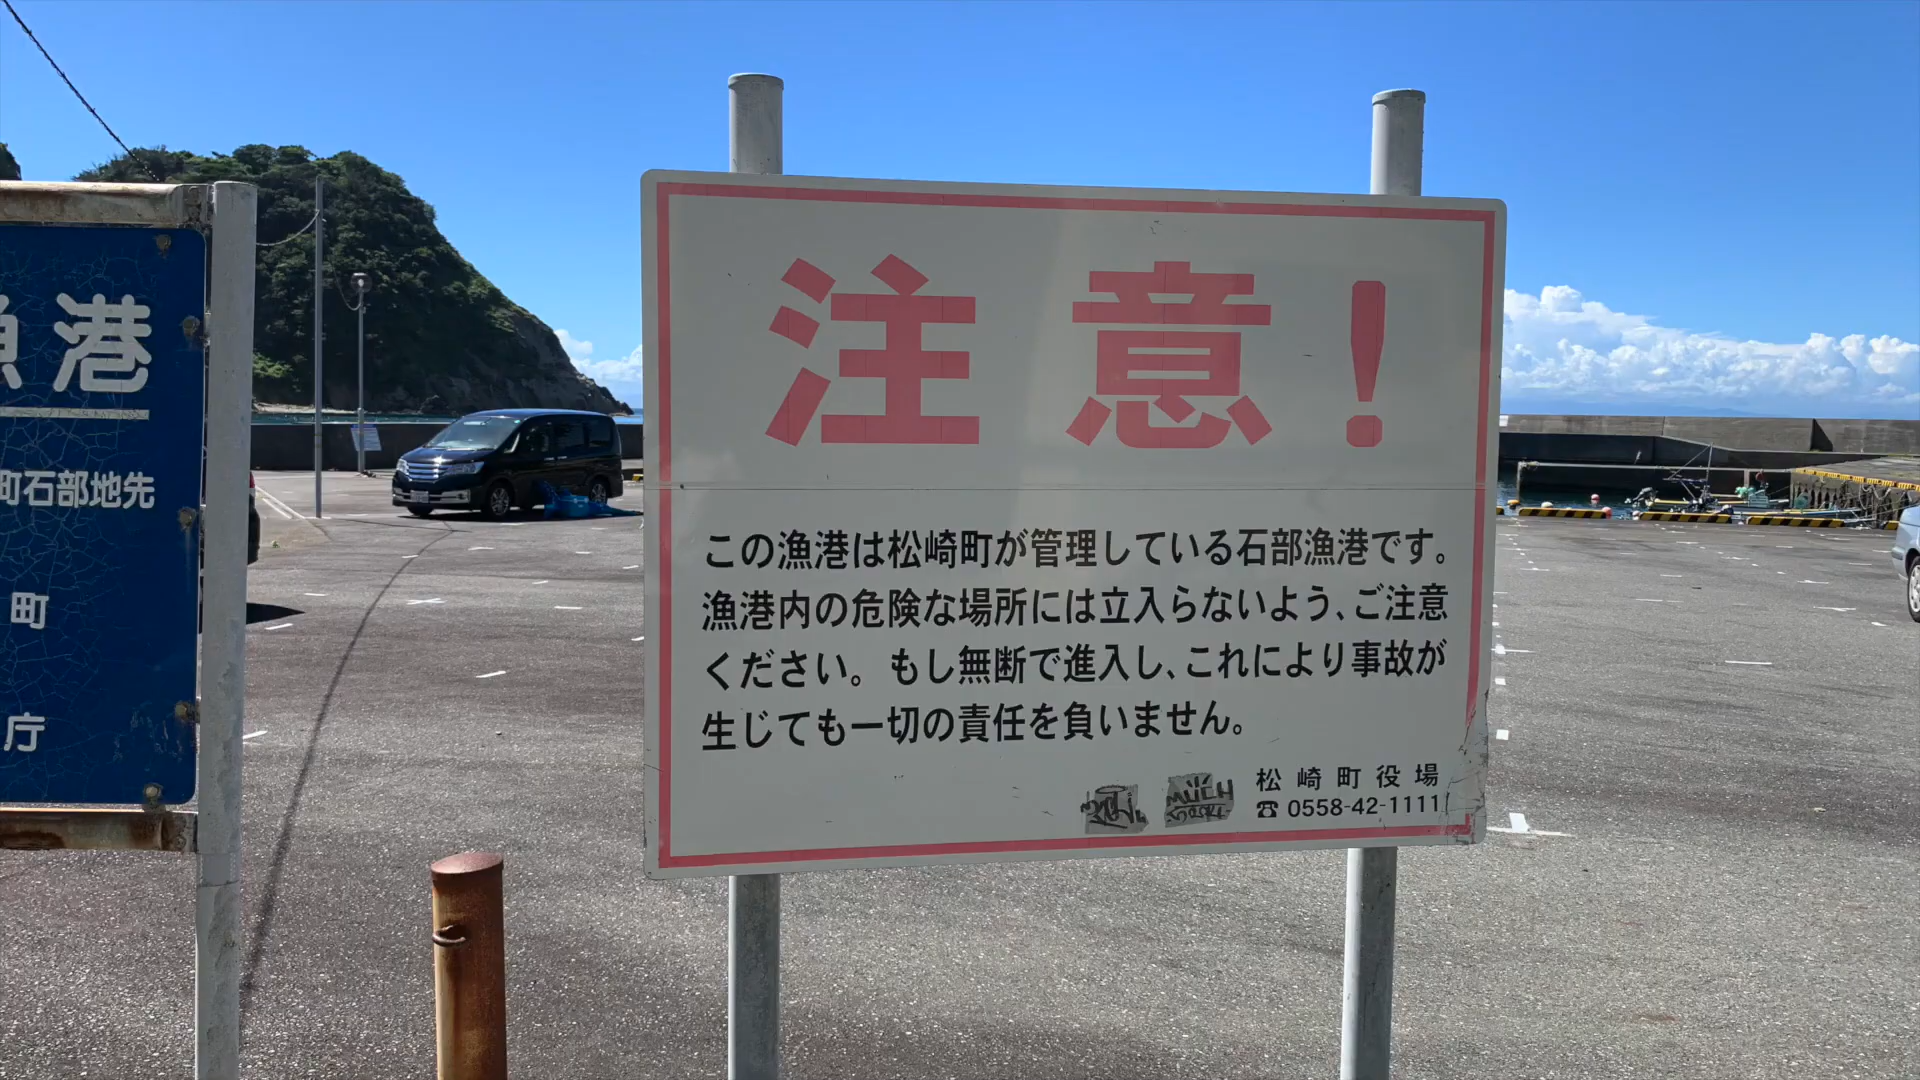 漁港
町石部地先
町
庁
注意！
この漁港は松崎町が管理している石部漁港です。
漁港内の危険な場所には立入らないよう、ご注意
ください。もし無断で進入し、これにより事故が
生じても一切の責任を負いません。
松崎町役場
☎ 0558-42-1111